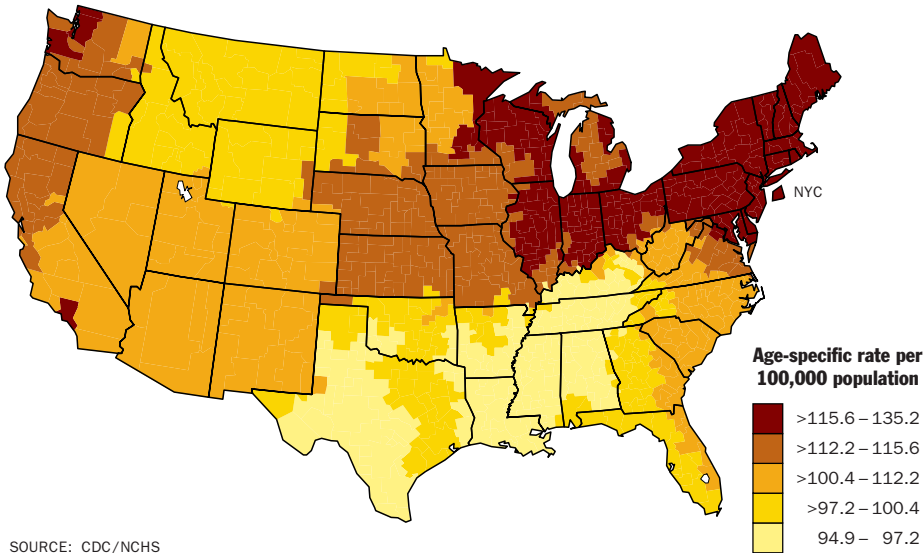 NYC
Age-specific rate per
100,000 population
>115.6 – 135.2
>112.2 – 115.6
>100.4 – 112.2
>97.2 – 100.4
94.9 – 97.2
SOURCE: CDC/NCHS